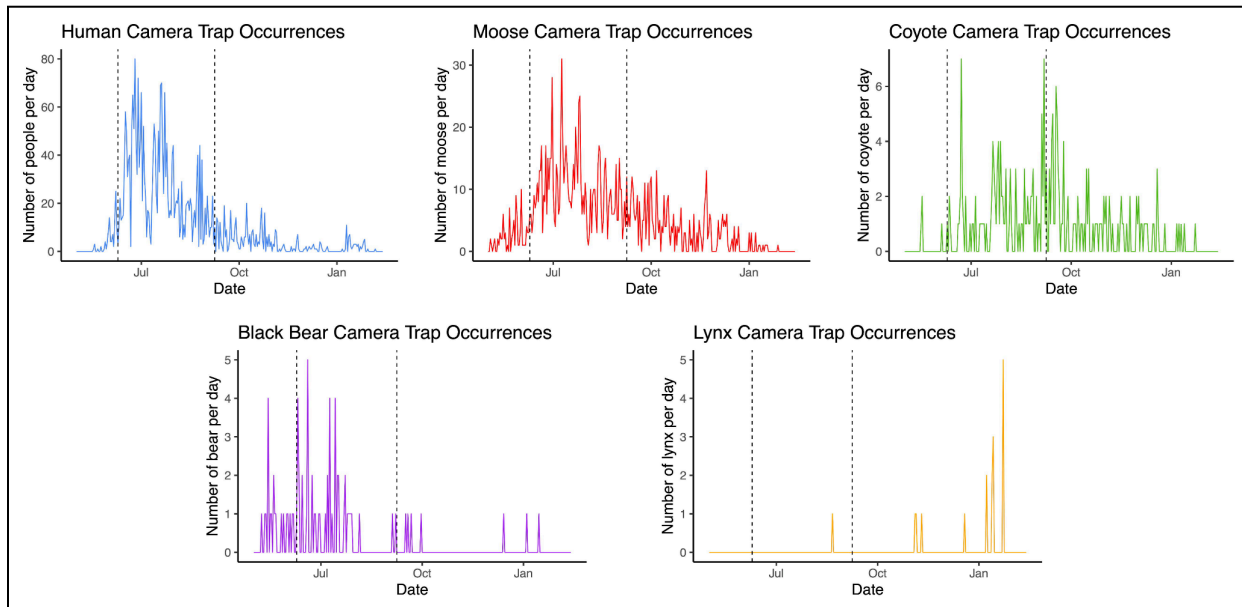 Human Camera Trap Occurrences
Number of people per day
80
60
40
20
0
Jul
Oct
Jan
Date
Moose Camera Trap Occurrences
Number of moose per day
30
20
10
0
Jul
Oct
Jan
Date
Coyote Camera Trap Occurrences
Number of coyote per day
6
4
2
0
Jul
Oct
Jan
Date
Black Bear Camera Trap Occurrences
Number of bear per day
5
4
3
2
1
0
Jul
Oct
Jan
Date
Lynx Camera Trap Occurrences
Number of lynx per day
5
4
3
2
1
0
Jul
Oct
Jan
Date